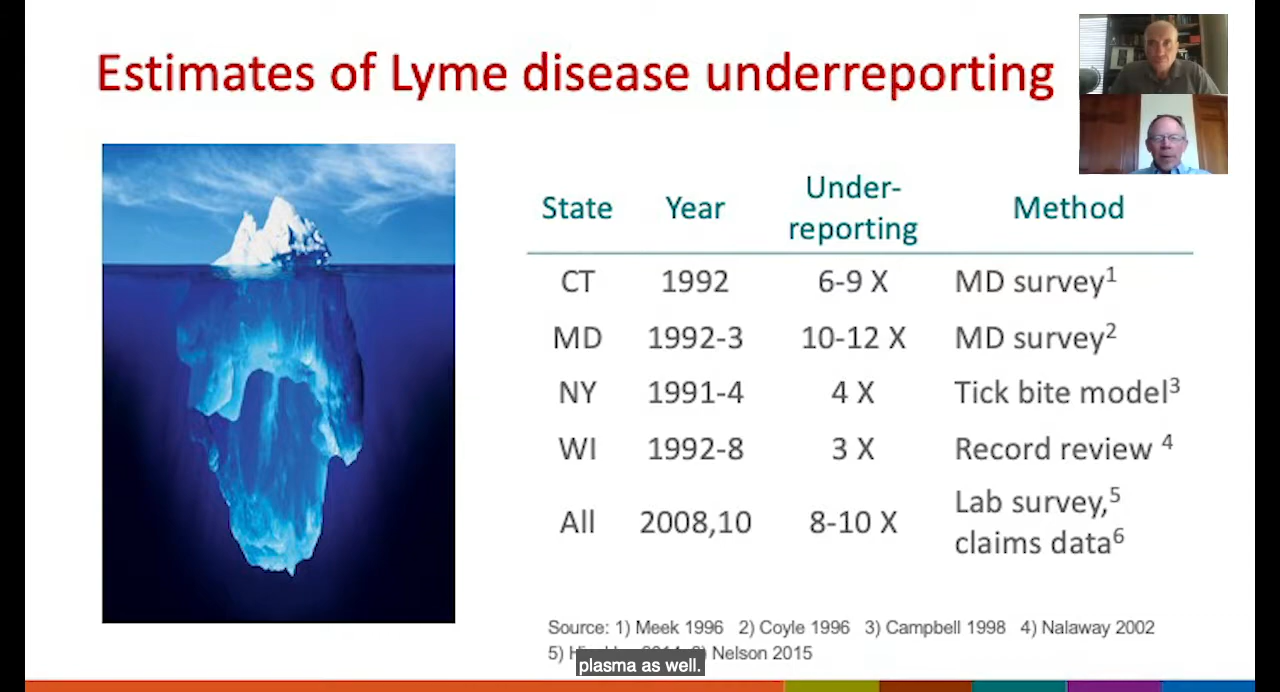 Estimates of Lyme disease underreporting
State Year Under-reporting Method
CT 1992 6-9 X MD survey1
MD 1992-3 10-12 X MD survey2
NY 1991-4 4 X Tick bite model3
WI 1992-8 3 X Record review 4
All 2008,10 8-10 X Lab survey,5
claims data6
Source: 1) Meek 1996 2) Coyle 1996 3) Campbell 1998 4) Nalaway 2002
5) Nelson 2015
plasma as well.